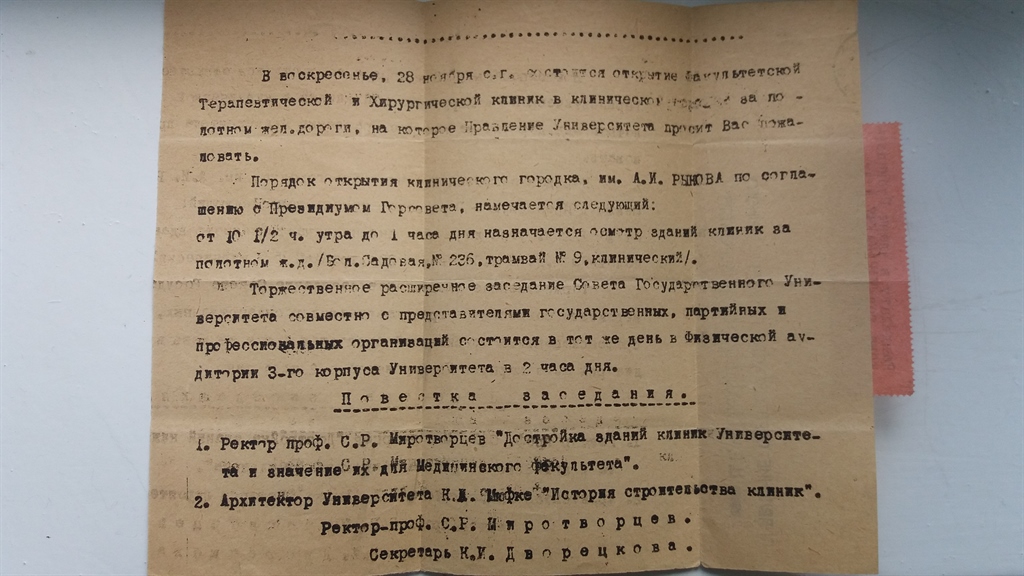 В воскресенье, 28 ноября с.г. состоится открытие Факультетской
Терапевтической и Хирургической клиник в клиническом за по -
лотном жел.дороги, на которое Правление Университета просит Вас пожа-
ловать.
Порядок открытия клинического городка, им. А.И. РЫКОВА по согла-
шению с Президиумом Горсовета, намечается следующий:
от 10 1/2 ч. утра до 1 часа дня назначается осмотр зданий клиник за
полотном ж.д. /Бол.Садовая,№ 236,трамвай № 9,клинический/.
Торжественное расширечное заседание Совета Государственного Уни-
верситета совместно с представителями государственных, партийных и
профессиональных организаций состоится в тот же день в Физической ау-
дитории 3-го корпуса Университета в 2 часа дня.
Повестка заседания.
1. Ректор проф. С.Р. Миротворцев "Достройка зданий клиник Университе-
та и значение их для Медицинского факультета".
2. Архитектор Университета К.Л. Мюфке "История строительства клиник".
Ректор-проф. С.Р. Миротворцев.
Секретарь К.И. Дворецкова.